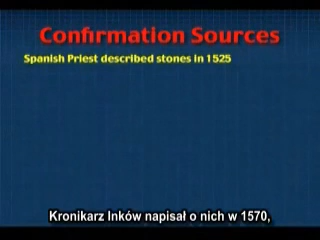 Confirmation Sources
Spanish Priest described stones in 1525
Kronikarz Inków napisał o nich w 1570,